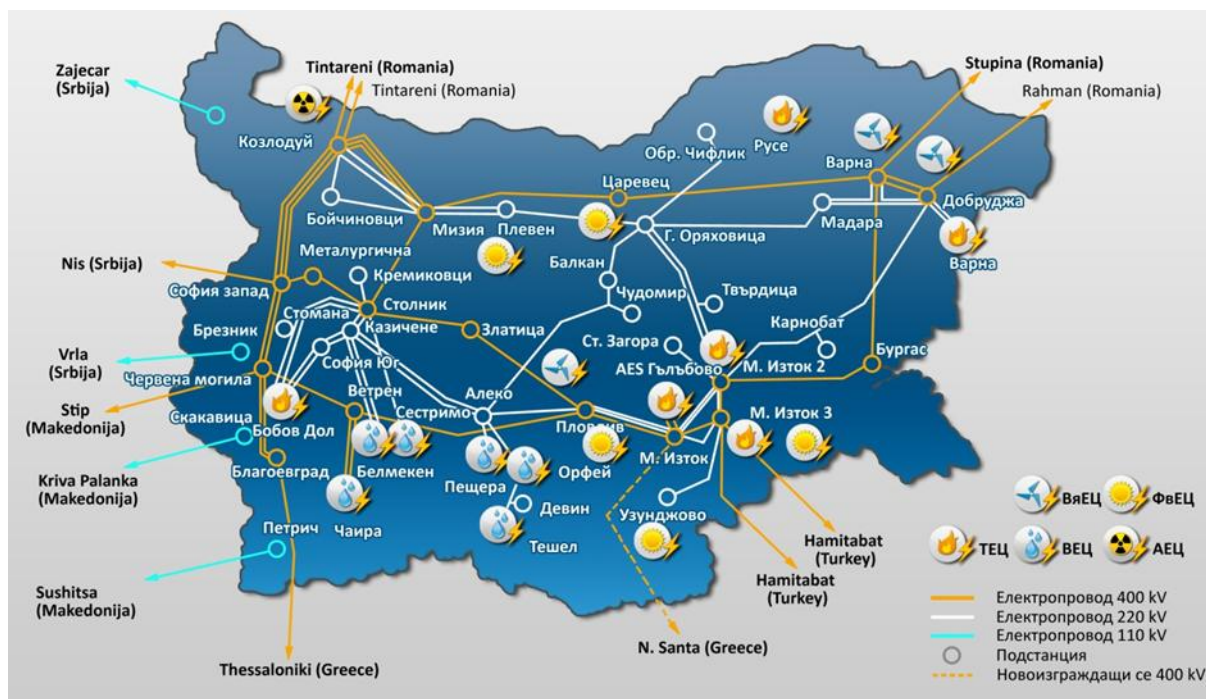 Zajecar
(Srbija)
Tintareni (Romania)
Tintareni (Romania)
Stupina (Romania)
Rahman (Romania)
Козлодуй
Обр. Чифлик
Русе
Варна
Царевец
Добруджа
Бойчиновци
Мизия
Плевен
Г. Оряховица
Мадара
Варна
Металургична
Кремиковци
Балкан
Nis (Srbija)
София запад
Столник
Чудомир
Твърдица
Стомана
Казичене
Златица
Карнобат
Брезник
Ст. Загора
Бургас
Vrla
(Srbija)
София Юг
AES Гълъбово
М. Изток 2
Червена могила
Ветрен
Алеко
Stip
(Makedonija)
Скакавица
Сестримо
Бобов Дол
Пловдив
М. Изток 3
Благоевград
Белмекен
Пещера
Орфей
М. Изток
Kriva Palanka
(Makedonija)
Чаира
Девин
Узунджово
Петрич
Тешел
Hamitabat
(Turkey)
Hamitabat
(Turkey)
Sushitsa
(Makedonija)
N. Santa (Greece)
Thessaloniki (Greece)
ВяЕЦ
ФвЕЦ
ТЕЦ
ВЕЦ
АЕЦ
Електропровод 400 kV
Електропровод 220 kV
Електропровод 110 kV
Подстанция
Новоизграждащи се 400 kV